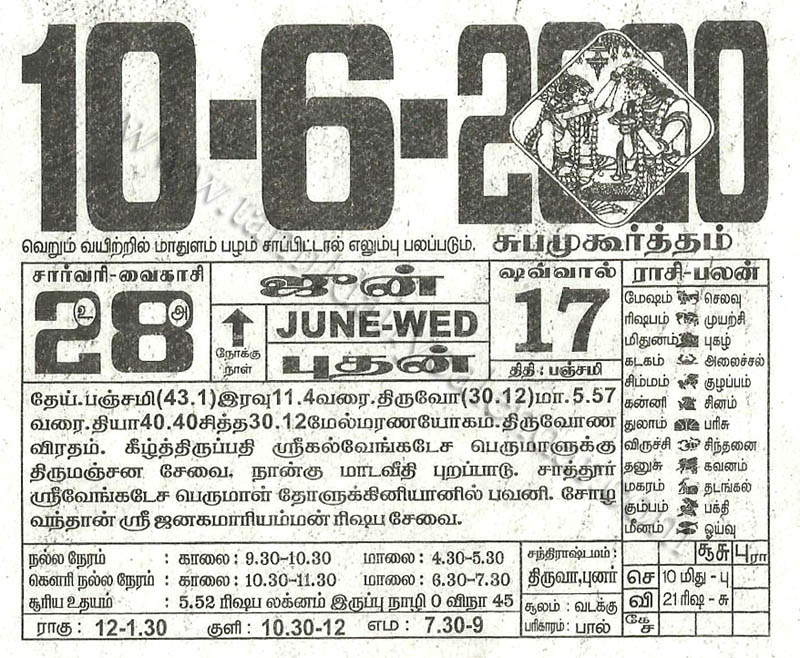 10-6-2020
வெறும் வயிற்றில் மாதுளம் பழம் சாப்பிட்டால் எலும்பு பலப்படும். சுபமுகூர்த்தம்
சார்வரி-வைகாசி
28
உ அ
நோக்கு
நாள்
ஜூன்
JUNE-WED
புதன்
ஷவ்வால்
17
திதி : பஞ்சமி
ராசி-பலன்
மேஷம் செலவு
ரிஷபம் முயற்சி
மிதுனம் புகழ்
கடகம் அலைச்சல்
சிம்மம் குழப்பம்
கன்னி சினம்
துலாம் பரிசு
விருச்சி சிந்தனை
தனுசு கவனம்
மகரம் தடங்கல்
கும்பம் பக்தி
மீனம் ஓய்வு
தேய்.பஞ்சமி(43.1)இரவு11.4வரை.திருவோ(30.12)மா.5.57
வரை.தியா40.40சித்த30.12மேல்மரணயோகம்.திருவோண
விரதம். கீழ்த்திருப்பதி ஸ்ரீகல்வேங்கடேச பெருமாளுக்கு
திருமஞ்சன சேவை. நான்கு மாடவீதி புறப்பாடு. சாத்தூர்
ஸ்ரீவேங்கடேச பெருமாள் தோளுக்கினியானில் பவனி. சோழ
வந்தான் ஸ்ரீ ஜனகமாரியம்மன் ரிஷப சேவை.
நல்ல நேரம் : காலை: 9.30-10.30 மாலை: 4.30-5.30
கௌரி நல்ல நேரம் : காலை: 10.30-11.30 மாலை: 6.30-7.30
சூரிய உதயம் : 5.52 ரிஷப லக்னம் இருப்பு நாழி 0 விநா 45
ராகு: 12-1.30 குளி: 10.30-12 எம: 7.30-9
சந்திராஷ்டமம்:
திருவா,புனர்
சூலம் : வடக்கு
பரிகாரம்: பால்
சூசு பு ரா
செ 10 மிது - பு
வி 21 ரிஷ - சு
கே
www.tamildailycalendar.com